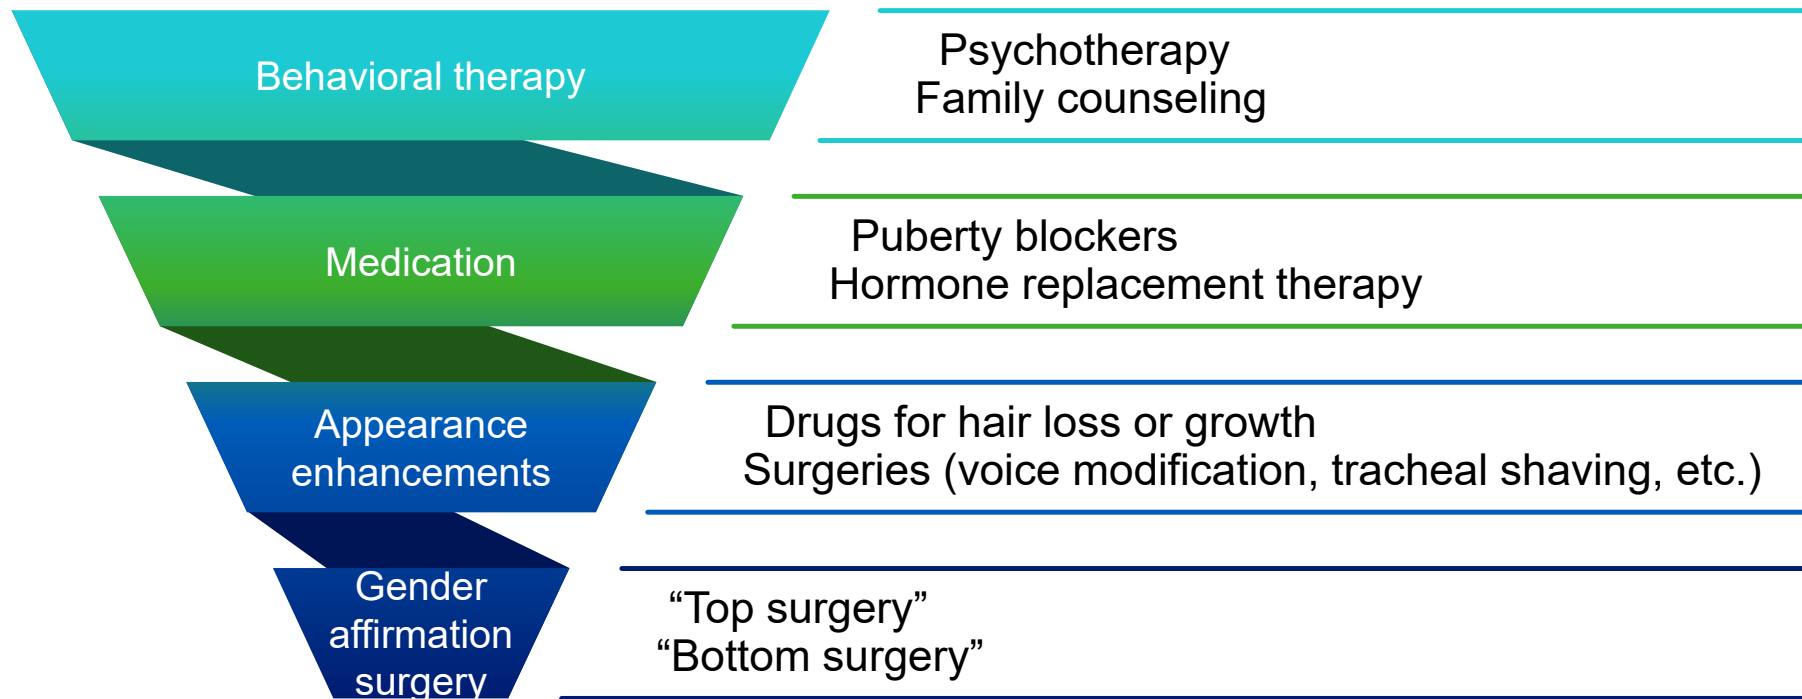 Behavioral therapy
Psychotherapy
Family counseling
Medication
Puberty blockers
Hormone replacement therapy
Appearance
enhancements
Drugs for hair loss or growth
Surgeries (voice modification, tracheal shaving, etc.)
Gender
affirmation
surgery
“Top surgery”
“Bottom surgery”